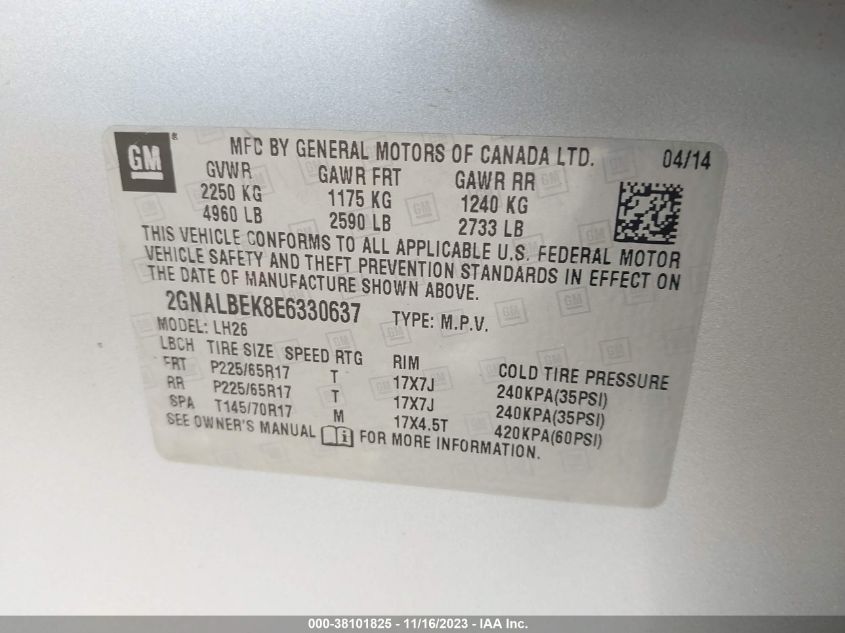 GM ® MFC BY GENERAL MOTORS OF CANADA LTD. 04/14
GVWR GAWR FRT GAWR RR
2250 KG 1175 KG 1240 KG
4960 LB 2590 LB 2733 LB
THIS VEHICLE CONFORMS TO ALL APPLICABLE U.S. FEDERAL MOTOR
VEHICLE SAFETY AND THEFT PREVENTION STANDARDS IN EFFECT ON
THE DATE OF MANUFACTURE SHOWN ABOVE.
2GNALBEK8E6330637 TYPE: M.P.V.
MODEL: LH26
LBCH TIRE SIZE SPEED RTG RIM COLD TIRE PRESSURE
FRT P225/65R17 T 17X7J 240KPA(35PSI)
RR P225/65R17 T 17X7J 240KPA(35PSI)
SPA T145/70R17 M 17X4.5T 420KPA(60PSI)
SEE OWNER'S MANUAL FOR MORE INFORMATION.
000-38101825 - 11/16/2023 - IAA Inc.